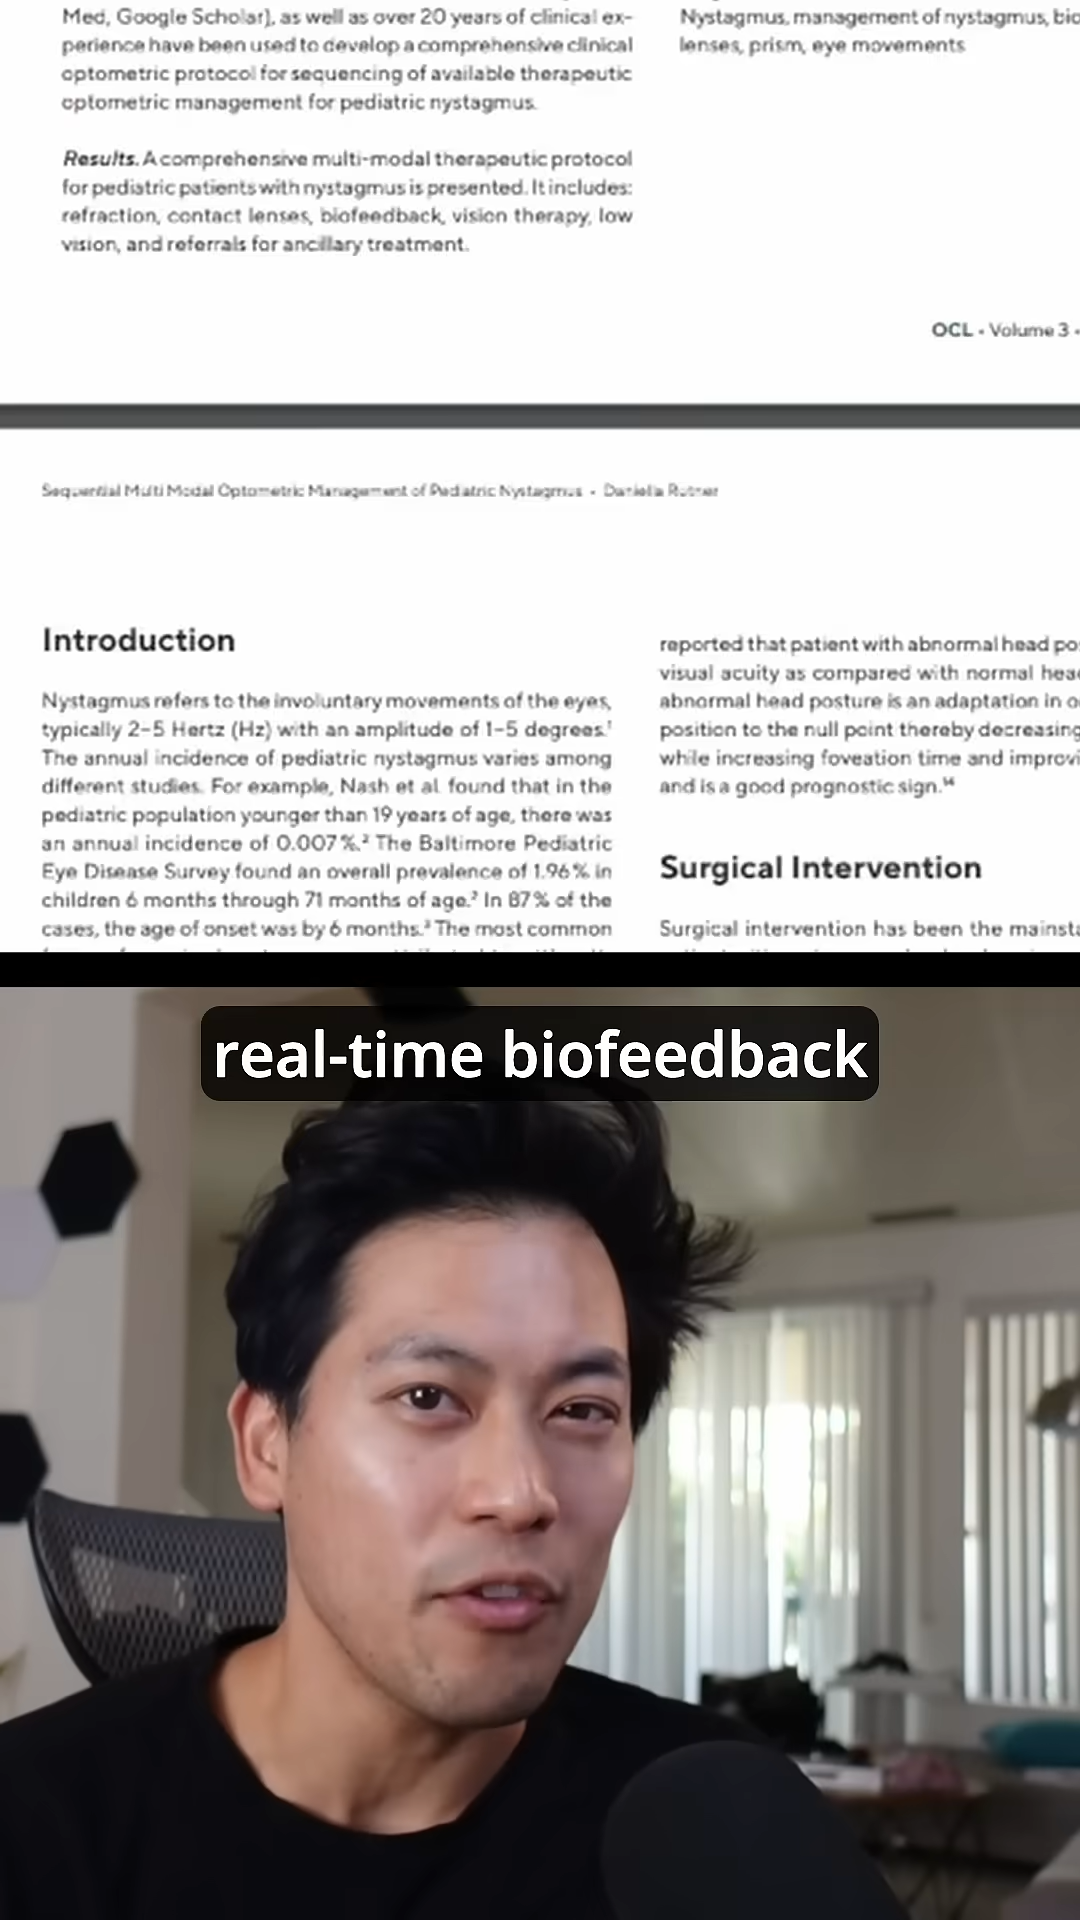 Med, Google Scholar), as well as over 20 years of clinical ex-
perience have been used to develop a comprehensive clinical
optometric protocol for sequencing of available therapeutic
optometric management for pediatric nystagmus.
Results. A comprehensive multi-modal therapeutic protocol
for pediatric patients with nystagmus is presented. It includes:
refraction, contact lenses, biofeedback, vision therapy, low
vision, and referrals for ancillary treatment.
Nystagmus, management of nystagmus, bio
lenses, prism, eye movements
OCL • Volume 3 •
Sequential Multi Modal Optometric Management of Pediatric Nystagmus • Daniella Rutner
Introduction
Nystagmus refers to the involuntary movements of the eyes,
typically 2–5 Hertz (Hz) with an amplitude of 1–5 degrees.¹
The annual incidence of pediatric nystagmus varies among
different studies. For example, Nash et al. found that in the
pediatric population younger than 19 years of age, there was
an annual incidence of 0.007%.² The Baltimore Pediatric
Eye Disease Survey found an overall prevalence of 1.96% in
children 6 months through 71 months of age.² In 87% of the
cases, the age of onset was by 6 months.³ The most common
reported that patient with abnormal head po
visual acuity as compared with normal hea
abnormal head posture is an adaptation in o
position to the null point thereby decreasing
while increasing foveation time and improvi
and is a good prognostic sign.¹⁴
Surgical Intervention
Surgical intervention has been the mainsta
real-time biofeedback